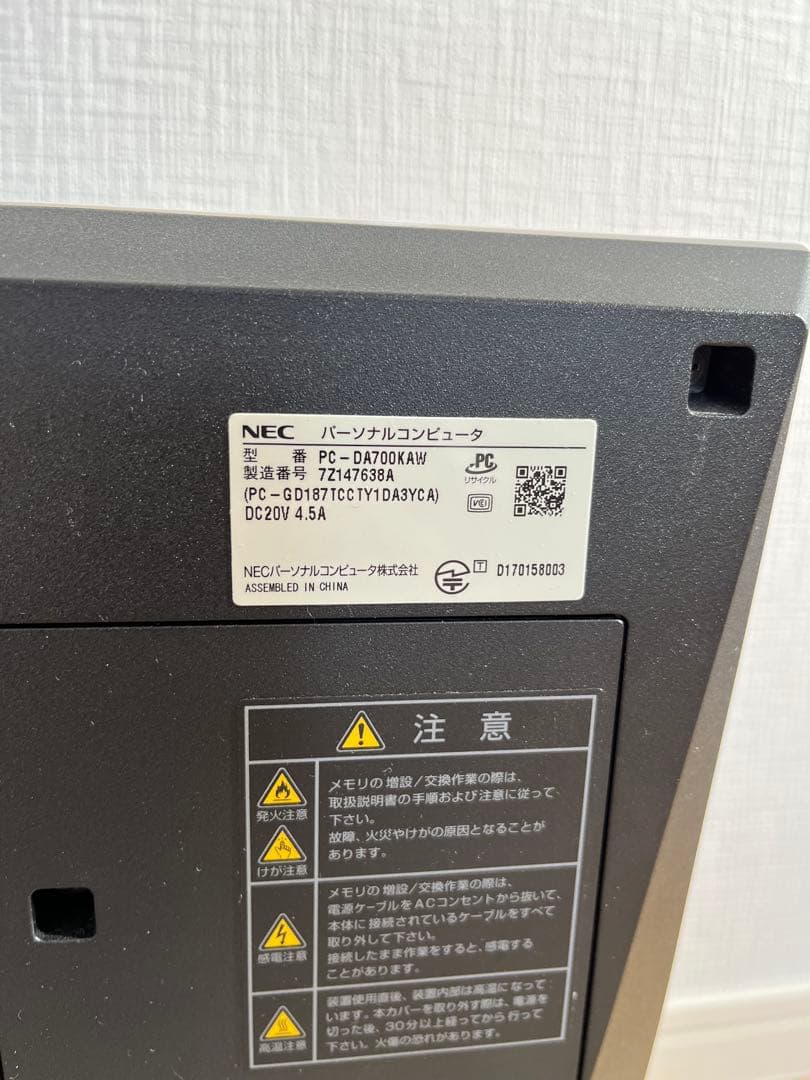 NEC パーソナルコンピュータ
型 番 PC-DA700KAW
製造番号 7Z147638A
(PC-GD187TCCTY1DA3YCA)
DC20V 4.5A
PC
リサイクル
VCCI
NECパーソナルコンピュータ株式会社
ASSEMBLED IN CHINA
T D170158003
注 意
発火注意
けが注意
メモリの増設/交換作業の際は、
取扱説明書の手順および注意に従って
下さい。
故障、火災やけがの原因となることが
あります。
感電注意
メモリの増設/交換作業の際は、
電源ケーブルをACコンセントから抜いて、
本体に接続されているケーブルをすべて
取り外して下さい。
接続したまま作業をすると、感電する
ことがあります。
高温注意
装置使用直後、装置内部は高温になって
います。本カバーを取り外す際は、電源を
切った後、30分以上経ってから行って
下さい。火傷の恐れがあります。